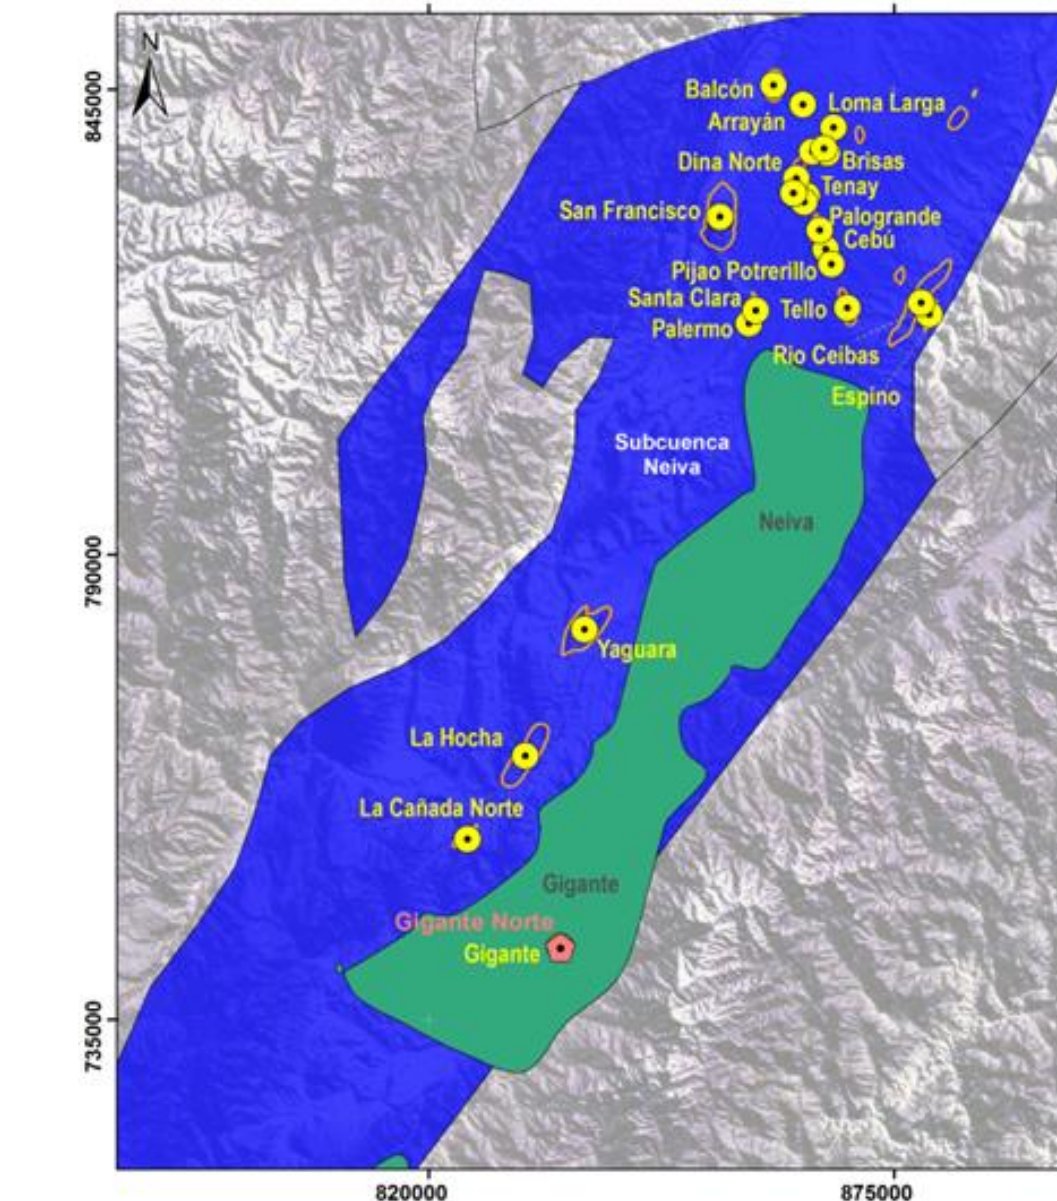 N
845000
790000
735000
Balcón
Loma Larga
Arrayán
Dina Norte
Brisas
Tenay
San Francisco
Palogrande
Cebú
Pijao Potrerillo
Santa Clara
Tello
Palermo
Rio Ceibas
Espino
Subcuenca
Neiva
Neiva
Yaguara
La Hocha
La Cañada Norte
Gigante
Gigante Norte
Gigante
820000
875000